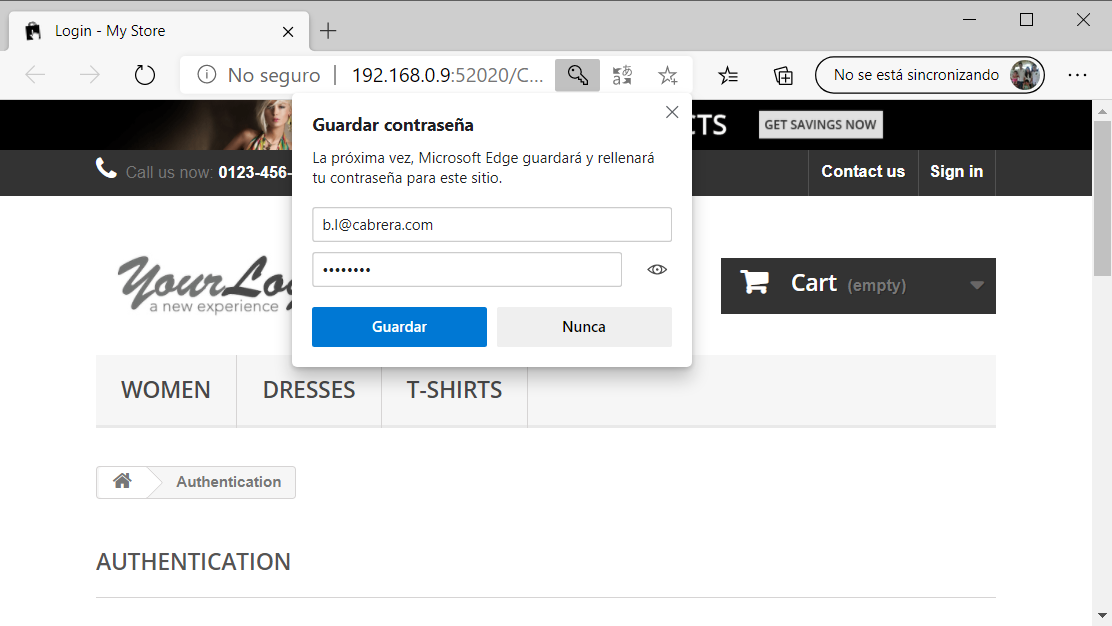 Login - My Store
No seguro | 192.168.0.9:52020/C...
No se está sincronizando
Guardar contraseña
La próxima vez, Microsoft Edge guardará y rellenará
tu contraseña para este sitio.
b.l@cabrera.com
••••••••
Guardar
Nunca
CTS
GET SAVINGS NOW
Call us now: 0123-456-
Contact us
Sign in
a new experience
Cart (empty)
WOMEN
DRESSES
T-SHIRTS
Authentication
AUTHENTICATION